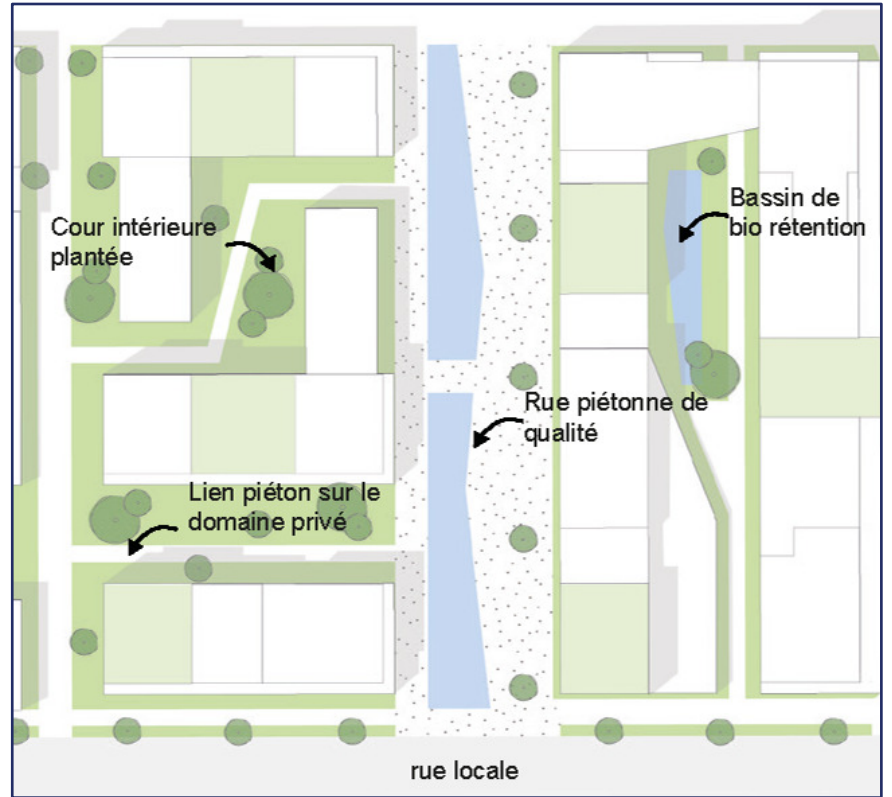 Cour intérieure
plantée
Bassin de
bio rétention
Rue piétonne de
qualité
Lien piéton sur le
domaine privé
rue locale